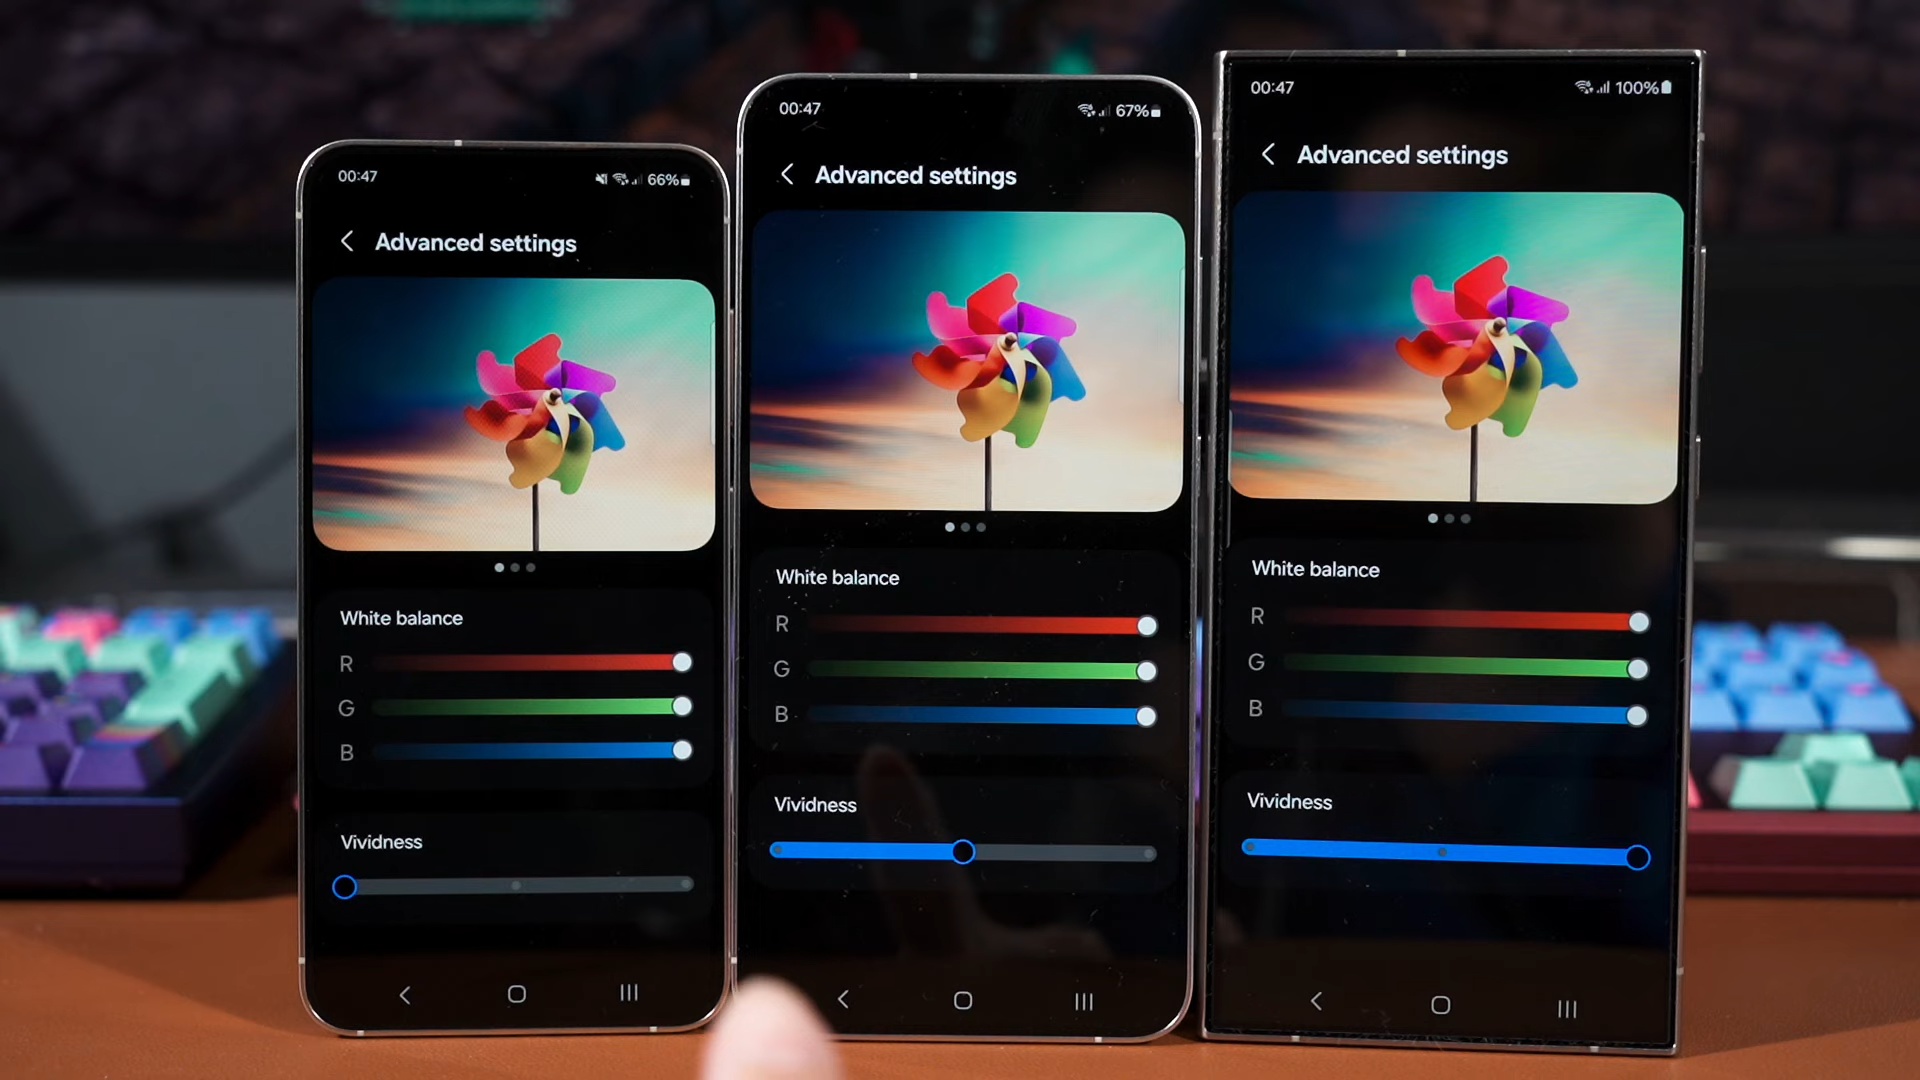 00:47
66%
Advanced settings
White balance
R
G
B
Vividness
00:47
67%
Advanced settings
White balance
R
G
B
Vividness
00:47
100%
Advanced settings
White balance
R
G
B
Vividness